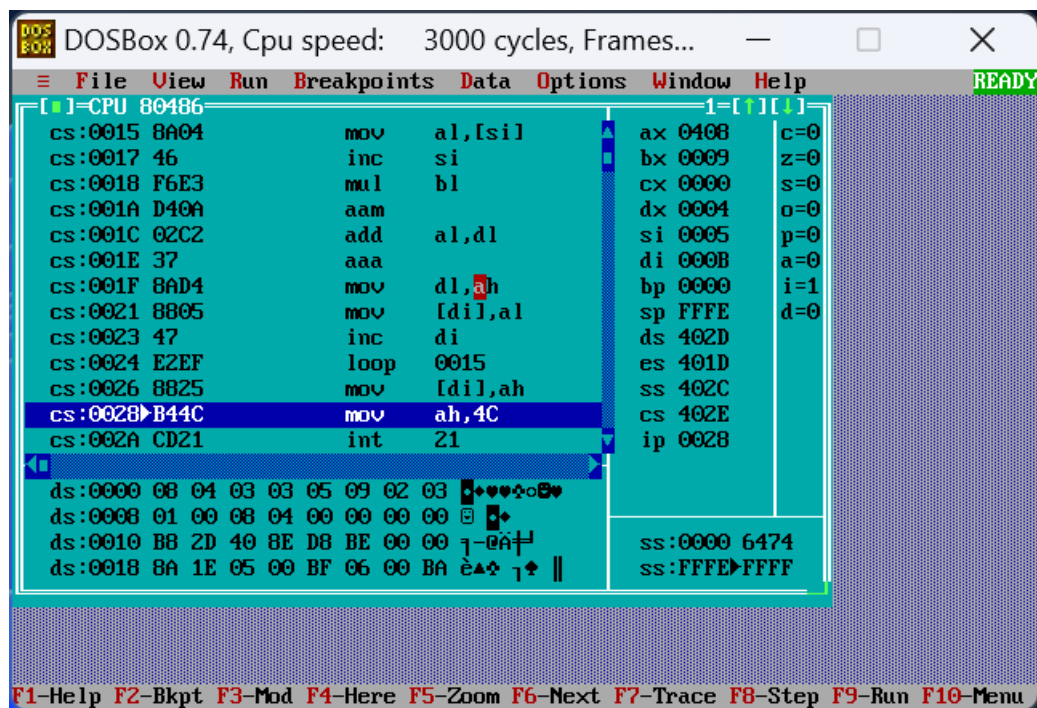 DOS BOX DOSBox 0.74, Cpu speed: 3000 cycles, Frames...
≡ File View Run Breakpoints Data Options Window Help READY
[■]=CPU 80486 1=[↑][↓]
cs:0015 8A04 mov al,[si] ax 0408 c=0
cs:0017 46 inc si bx 0009 z=0
cs:0018 F6E3 mul bl cx 0000 s=0
cs:001A D40A aam dx 0004 o=0
cs:001C 02C2 add al,dl si 0005 p=0
cs:001E 37 aaa di 000B a=0
cs:001F 8AD4 mov dl,ah bp 0000 i=1
cs:0021 8805 mov [di],al sp FFFE d=0
cs:0023 47 inc di ds 402D
cs:0024 E2EF loop 0015 es 401D
cs:0026 8825 mov [di],ah ss 402C
cs:0028►B44C mov ah,4C cs 402E
cs:002A CD21 int 21 ip 0028
ds:0000 08 04 03 03 05 09 02 03 ◘♦♥♥♣○☻♥
ds:0008 01 00 08 04 00 00 00 00 ☺ ◘♦
ds:0010 B8 2D 40 8E D8 BE 00 00 ╕-@Ä╪╛ ss:0000 6474
ds:0018 8A 1E 05 00 BF 06 00 BA è▲♣ ┐♠ ║ ss:FFFE►FFFF
F1-Help F2-Bkpt F3-Mod F4-Here F5-Zoom F6-Next F7-Trace F8-Step F9-Run F10-Menu